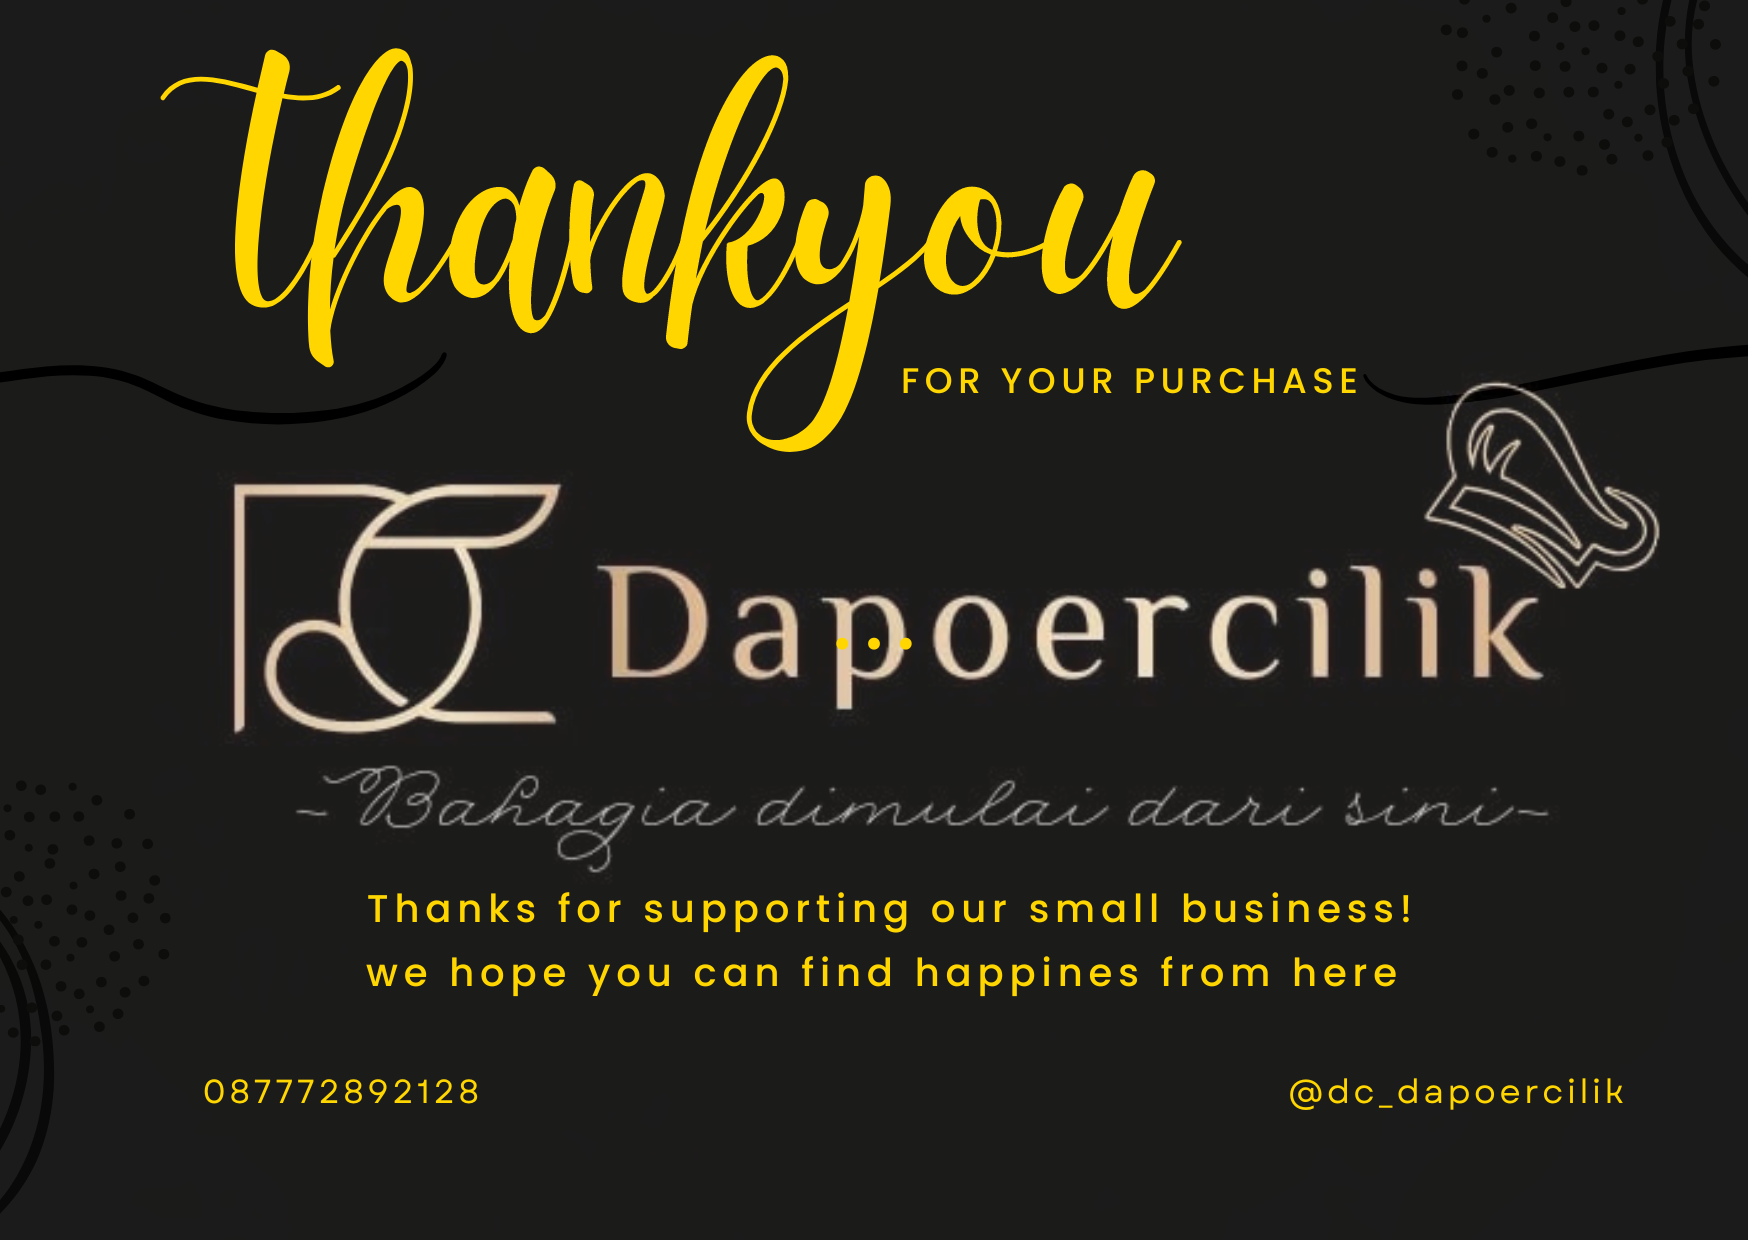 thankyou
FOR YOUR PURCHASE
DC Dapoercilik
~Bahagia dimulai dari sini~
Thanks for supporting our small business!
we hope you can find happines from here
087772892128
@dc_dapoercilik